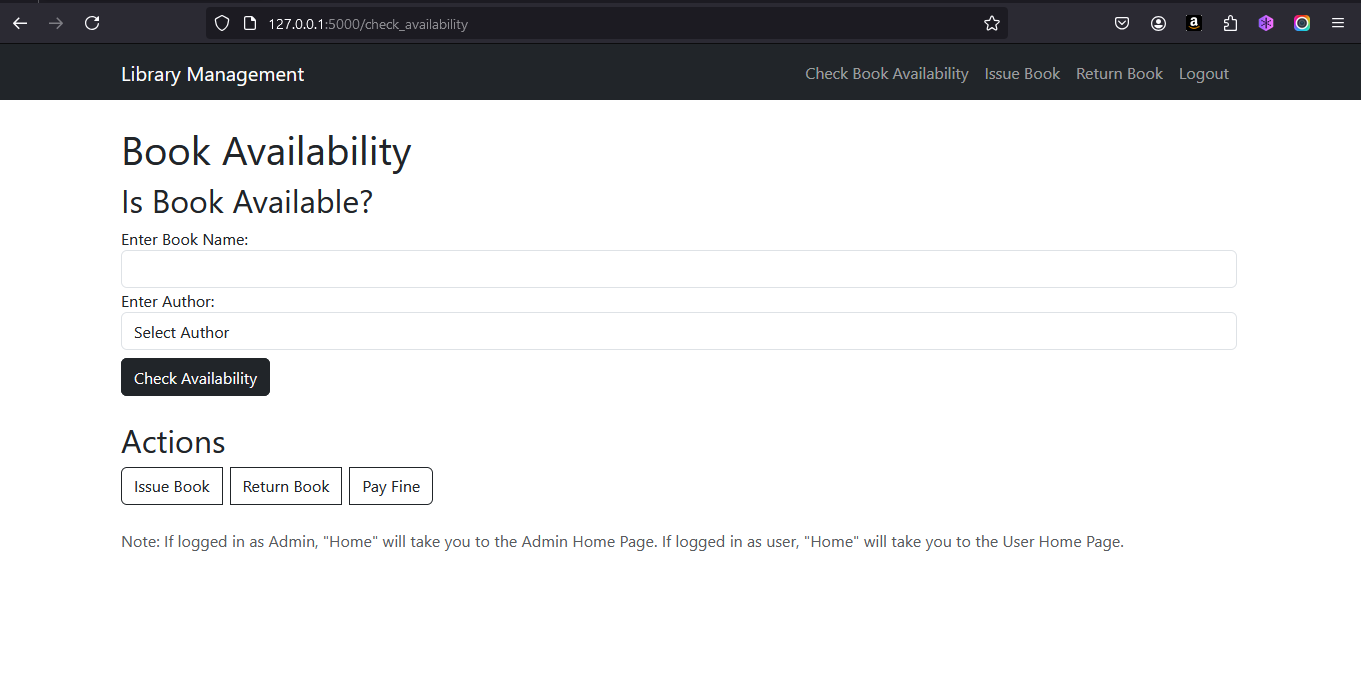 127.0.0.1:5000/check_availability
Library Management
Check Book Availability Issue Book Return Book Logout
Book Availability
Is Book Available?
Enter Book Name:
Enter Author:
Select Author
Check Availability
Actions
Issue Book Return Book Pay Fine
Note: If logged in as Admin, "Home" will take you to the Admin Home Page. If logged in as user, "Home" will take you to the User Home Page.